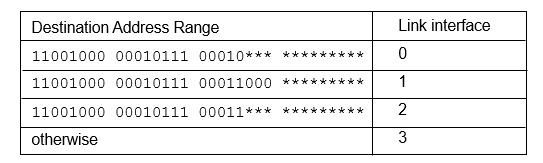 Destination Address Range Link interface
11001000 00010111 00010*** ********* 0
11001000 00010111 00011000 ********* 1
11001000 00010111 00011*** ********* 2
otherwise 3